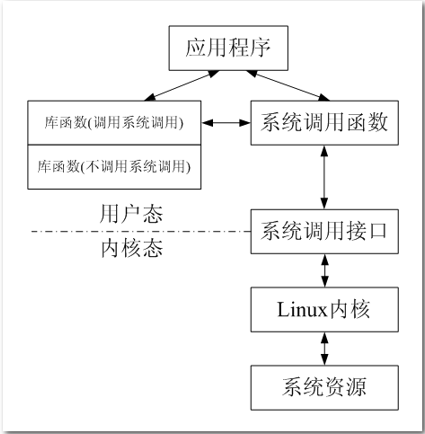 应用程序
库函数(调用系统调用)
系统调用函数
库函数(不调用系统调用)
用户态
系统调用接口
内核态
Linux内核
系统资源